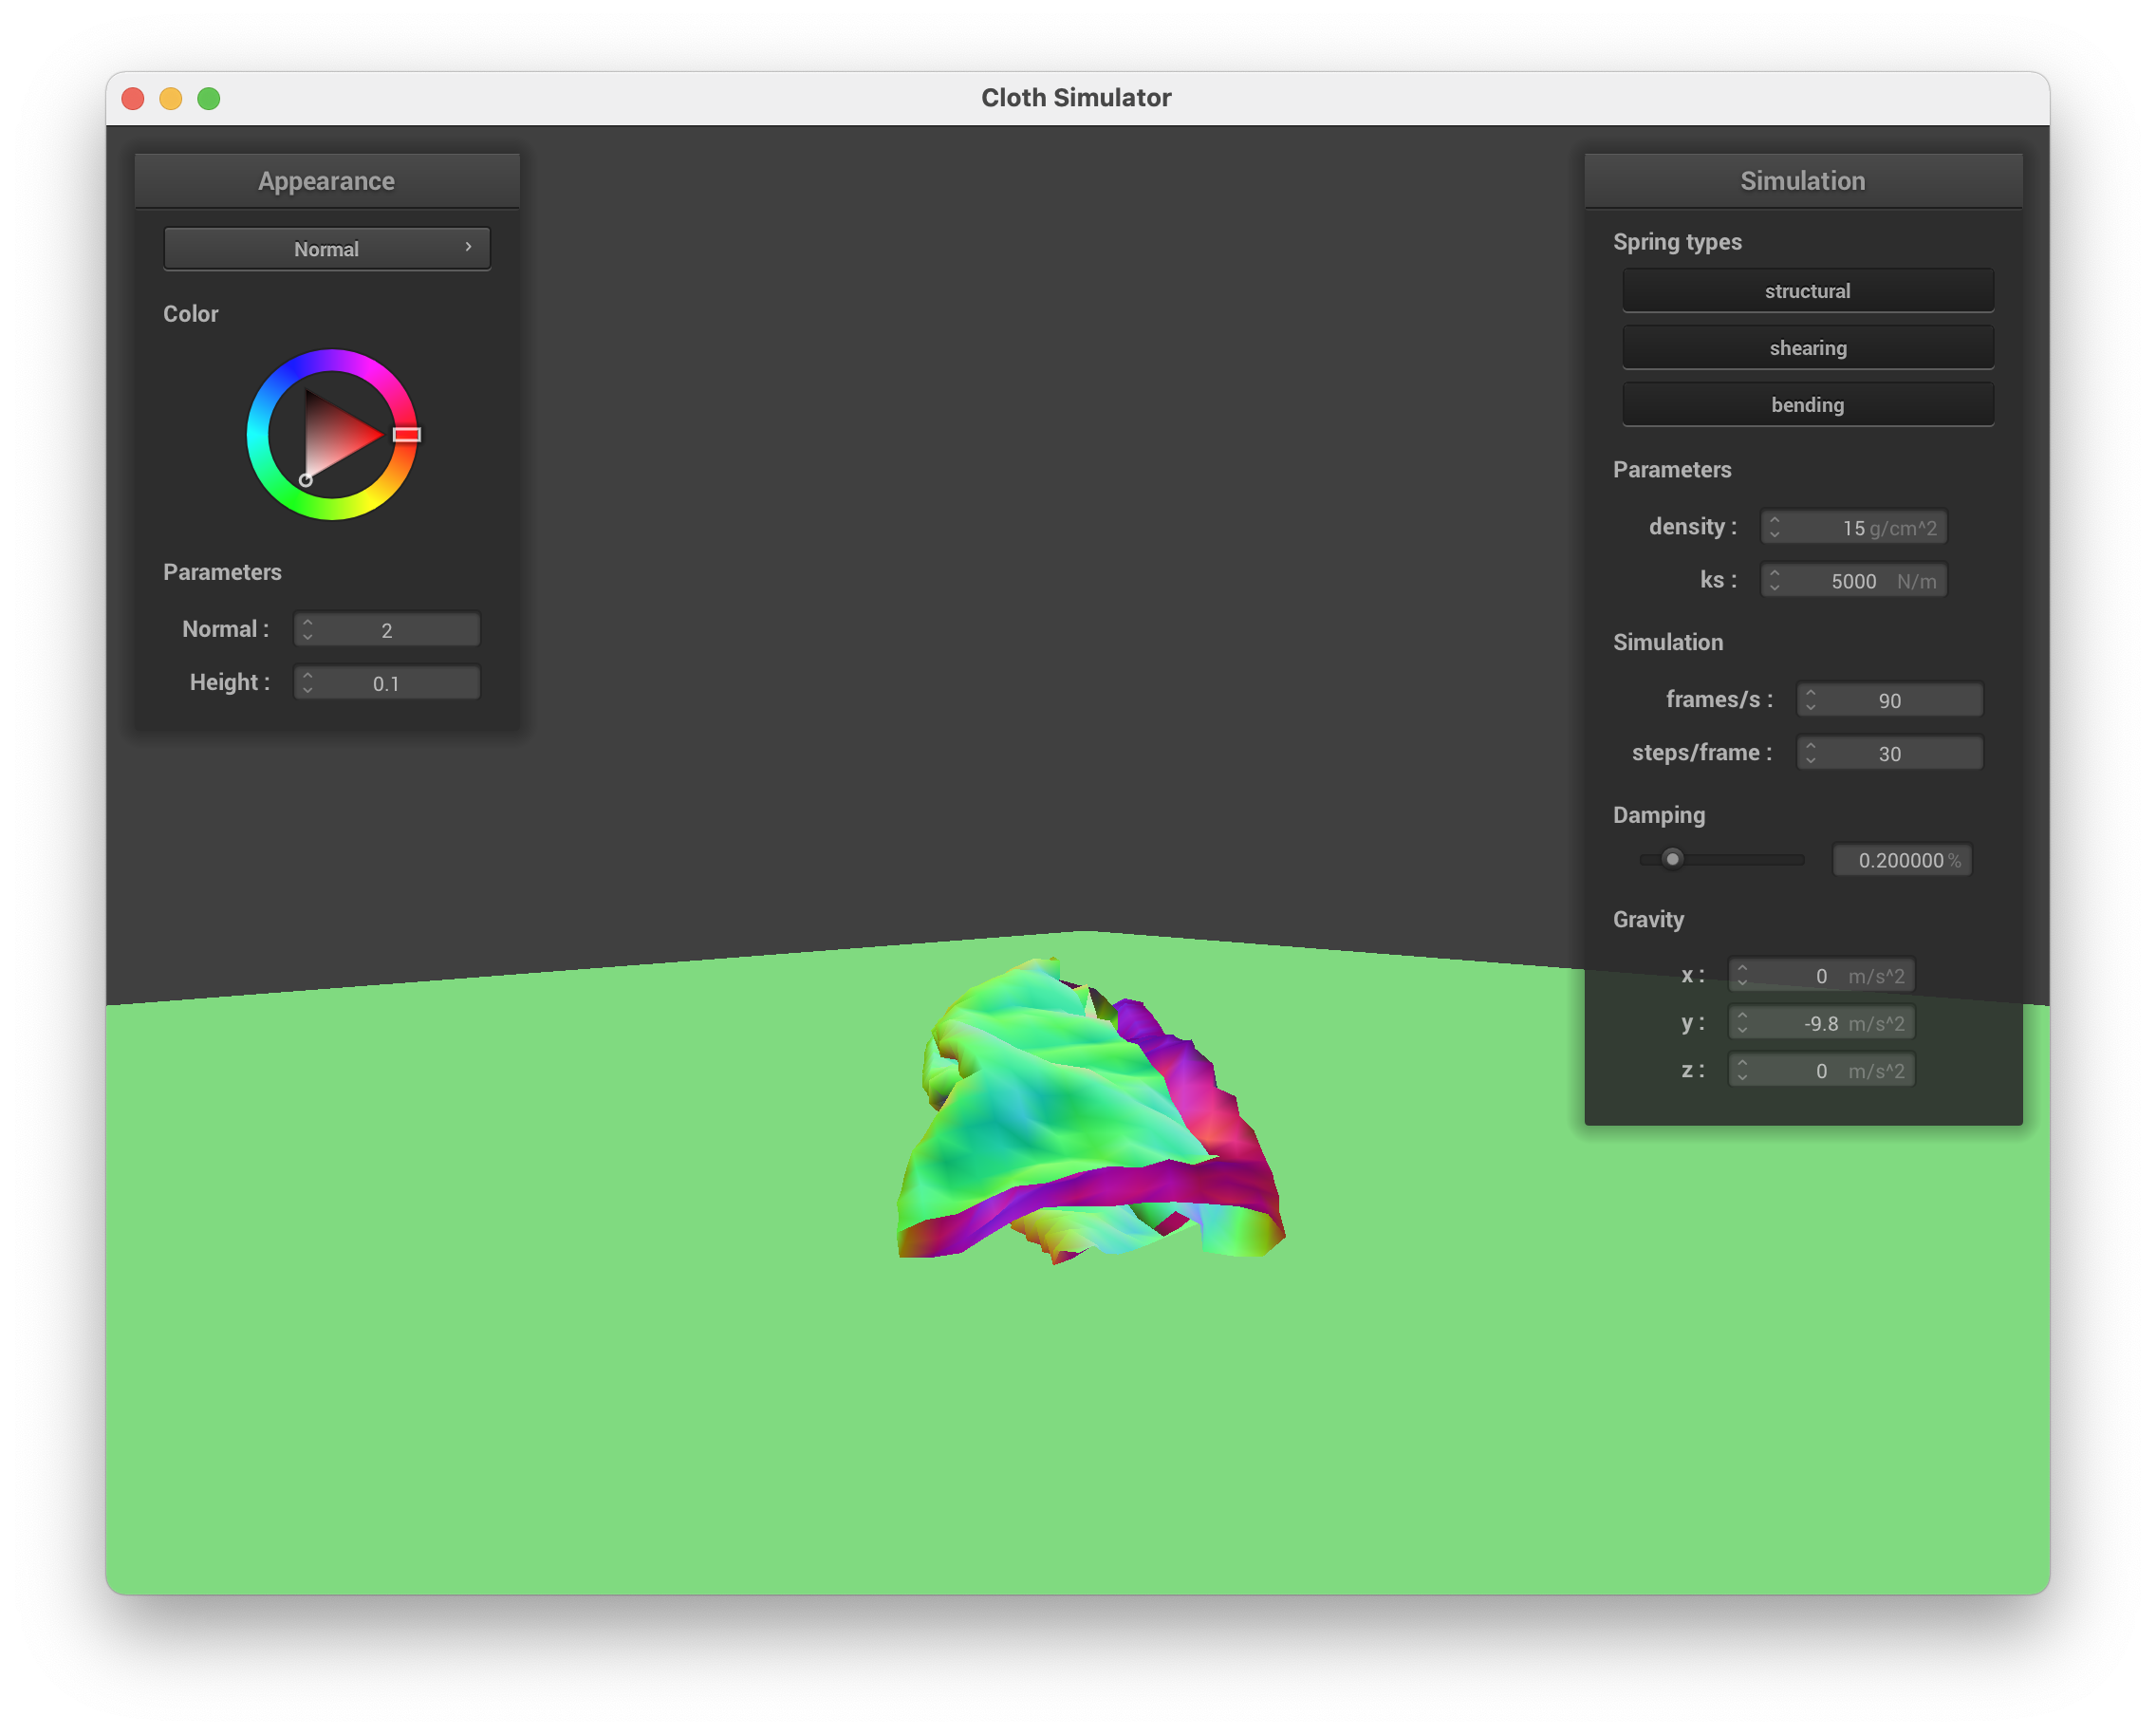 Cloth Simulator
Appearance
Normal
Color
Parameters
Normal : 2
Height : 0.1
Simulation
Spring types
structural
shearing
bending
Parameters
density : 15 g/cm^2
ks : 5000 N/m
Simulation
frames/s : 90
steps/frame : 30
Damping
0.200000 %
Gravity
x : 0 m/s^2
y : -9.8 m/s^2
z : 0 m/s^2